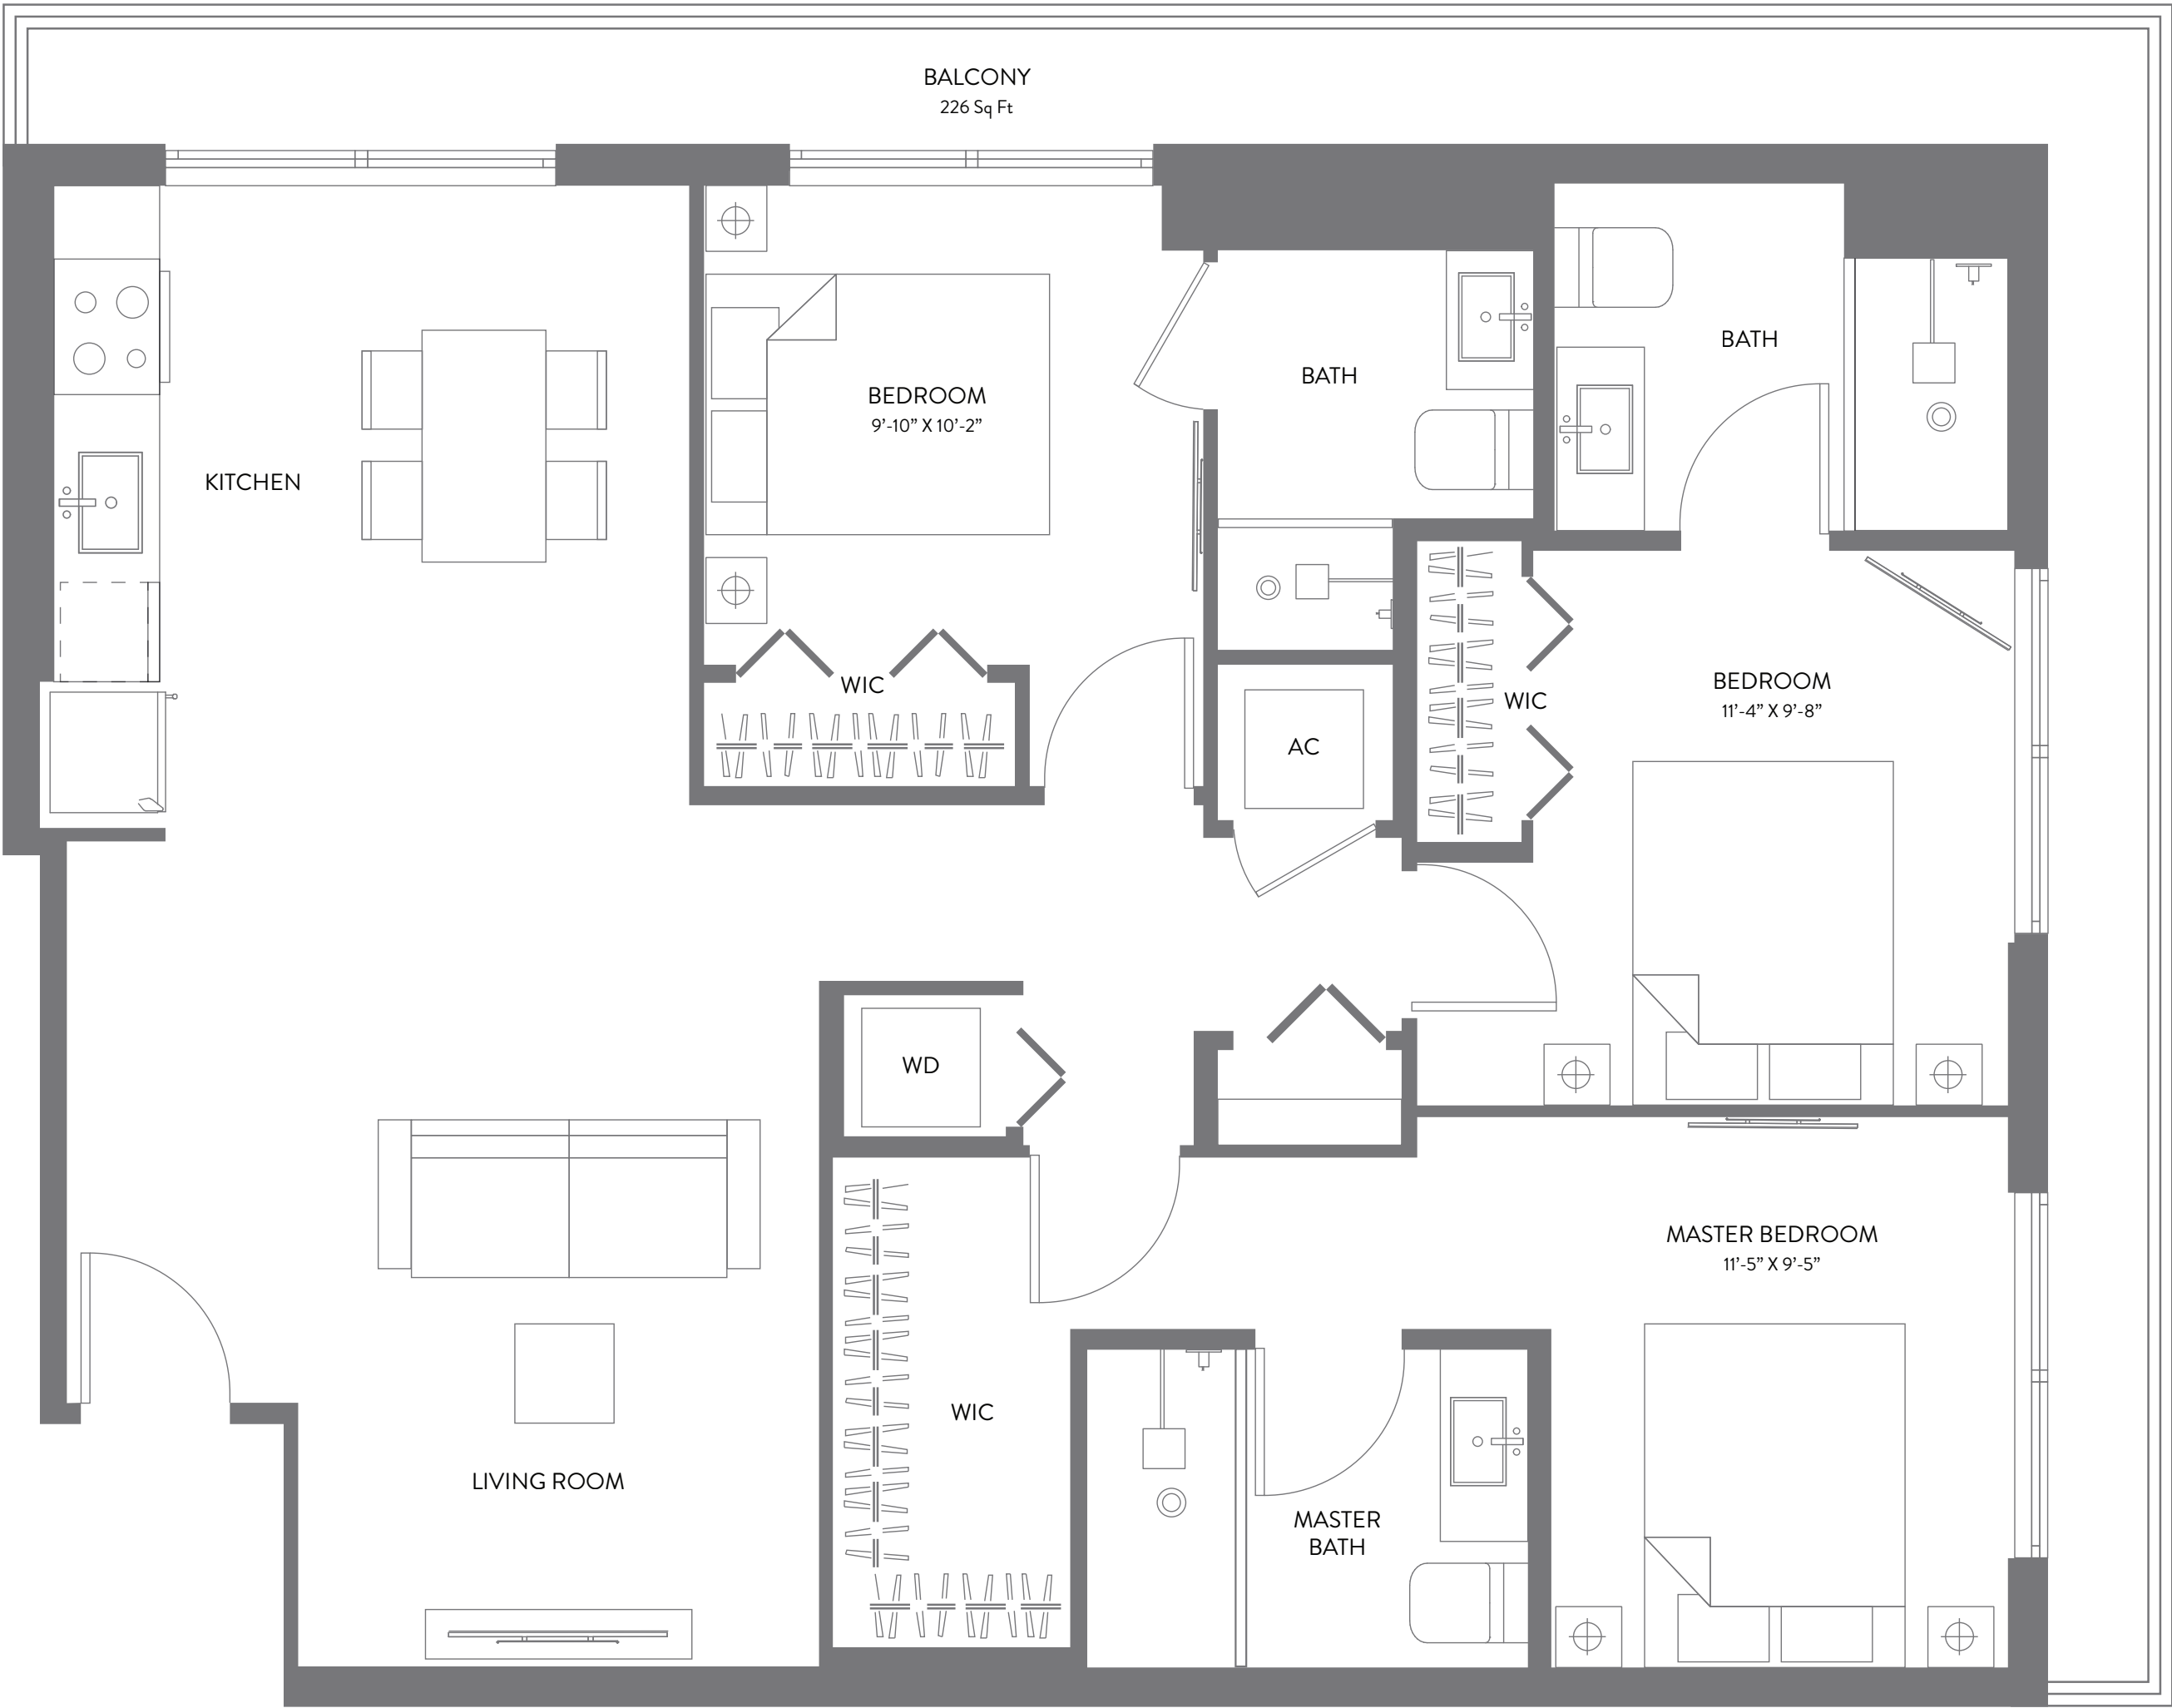 BALCONY
226 Sq Ft
BATH
BATH
BEDROOM
9’-10” X 10’-2”
KITCHEN
WIC
BEDROOM
11’-4” X 9’-8”
WIC
AC
WD
MASTER BEDROOM
11’-5” X 9’-5”
WIC
LIVING ROOM
MASTER
BATH